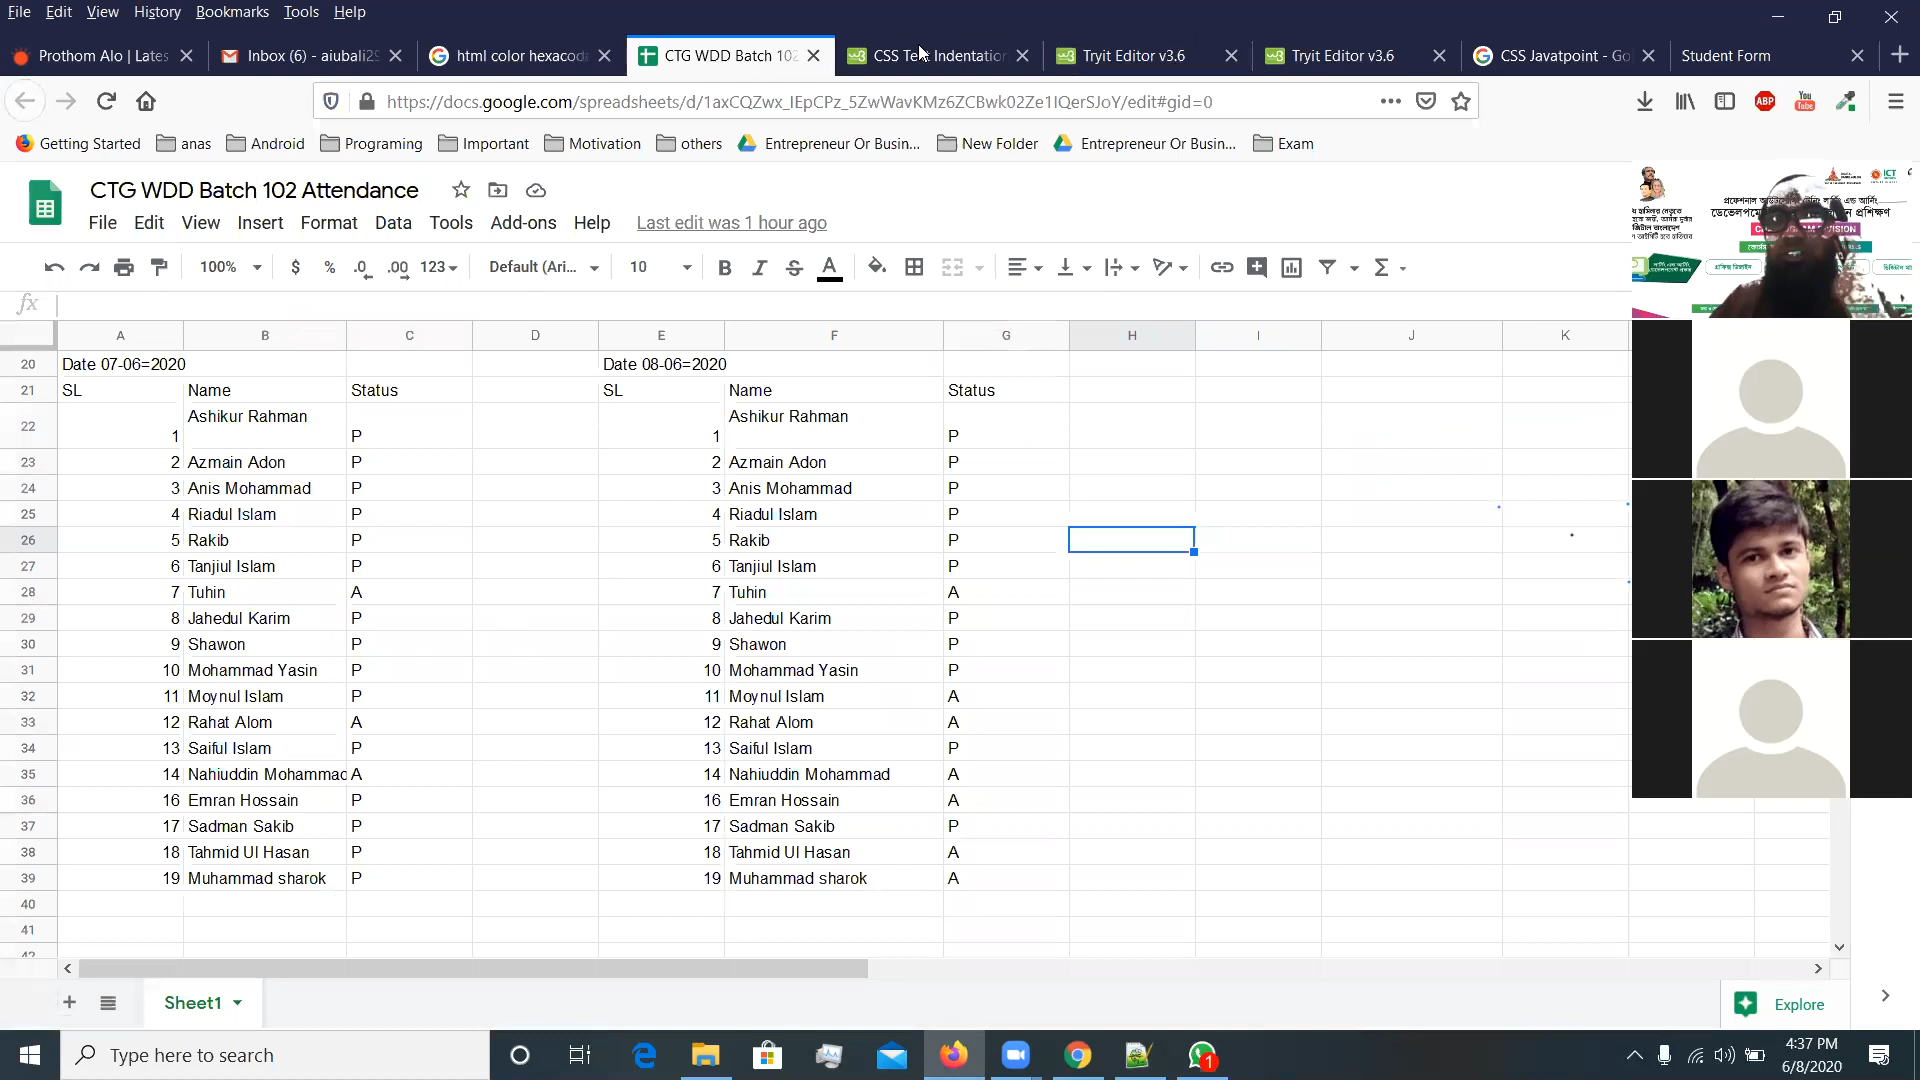 File Edit View History Bookmarks Tools Help
Prothom Alo | Lates
Inbox (6) - aiubali29
html color hexacoda
CTG WDD Batch 102
CSS Text Indentation
Tryit Editor v3.6
Tryit Editor v3.6
CSS Javatpoint - Go
Student Form
https://docs.google.com/spreadsheets/d/1axCQZwx_IEpCPz_5ZwWavKMz6ZCBwk02Ze1IQerSJoY/edit#gid=0
ABP
You Tube
Getting Started anas Android Programing Important Motivation others Entrepreneur Or Busin... New Folder Entrepreneur Or Busin... Exam
CTG WDD Batch 102 Attendance
File Edit View Insert Format Data Tools Add-ons Help Last edit was 1 hour ago
100% $ % .0 .00 123 Default (Ari... 10 B I S A
fx
A B C D E F G H I J K
20 Date 07-06=2020 Date 08-06=2020
21 SL Name Status SL Name Status
22 1 Ashikur Rahman P 1 Ashikur Rahman P
23 2 Azmain Adon P 2 Azmain Adon P
24 3 Anis Mohammad P 3 Anis Mohammad P
25 4 Riadul Islam P 4 Riadul Islam P
26 5 Rakib P 5 Rakib P
27 6 Tanjiul Islam P 6 Tanjiul Islam P
28 7 Tuhin A 7 Tuhin A
29 8 Jahedul Karim P 8 Jahedul Karim P
30 9 Shawon P 9 Shawon P
31 10 Mohammad Yasin P 10 Mohammad Yasin P
32 11 Moynul Islam P 11 Moynul Islam A
33 12 Rahat Alom A 12 Rahat Alom A
34 13 Saiful Islam P 13 Saiful Islam P
35 14 Nahiuddin Mohammac A 14 Nahiuddin Mohammad A
36 16 Emran Hossain P 16 Emran Hossain A
37 17 Sadman Sakib P 17 Sadman Sakib P
38 18 Tahmid Ul Hasan P 18 Tahmid Ul Hasan A
39 19 Muhammad sharok P 19 Muhammad sharok A
40
41
42
ICT
প্রশিক্ষণ
Sheet1
Explore
Type here to search
1
4:37 PM
6/8/2020